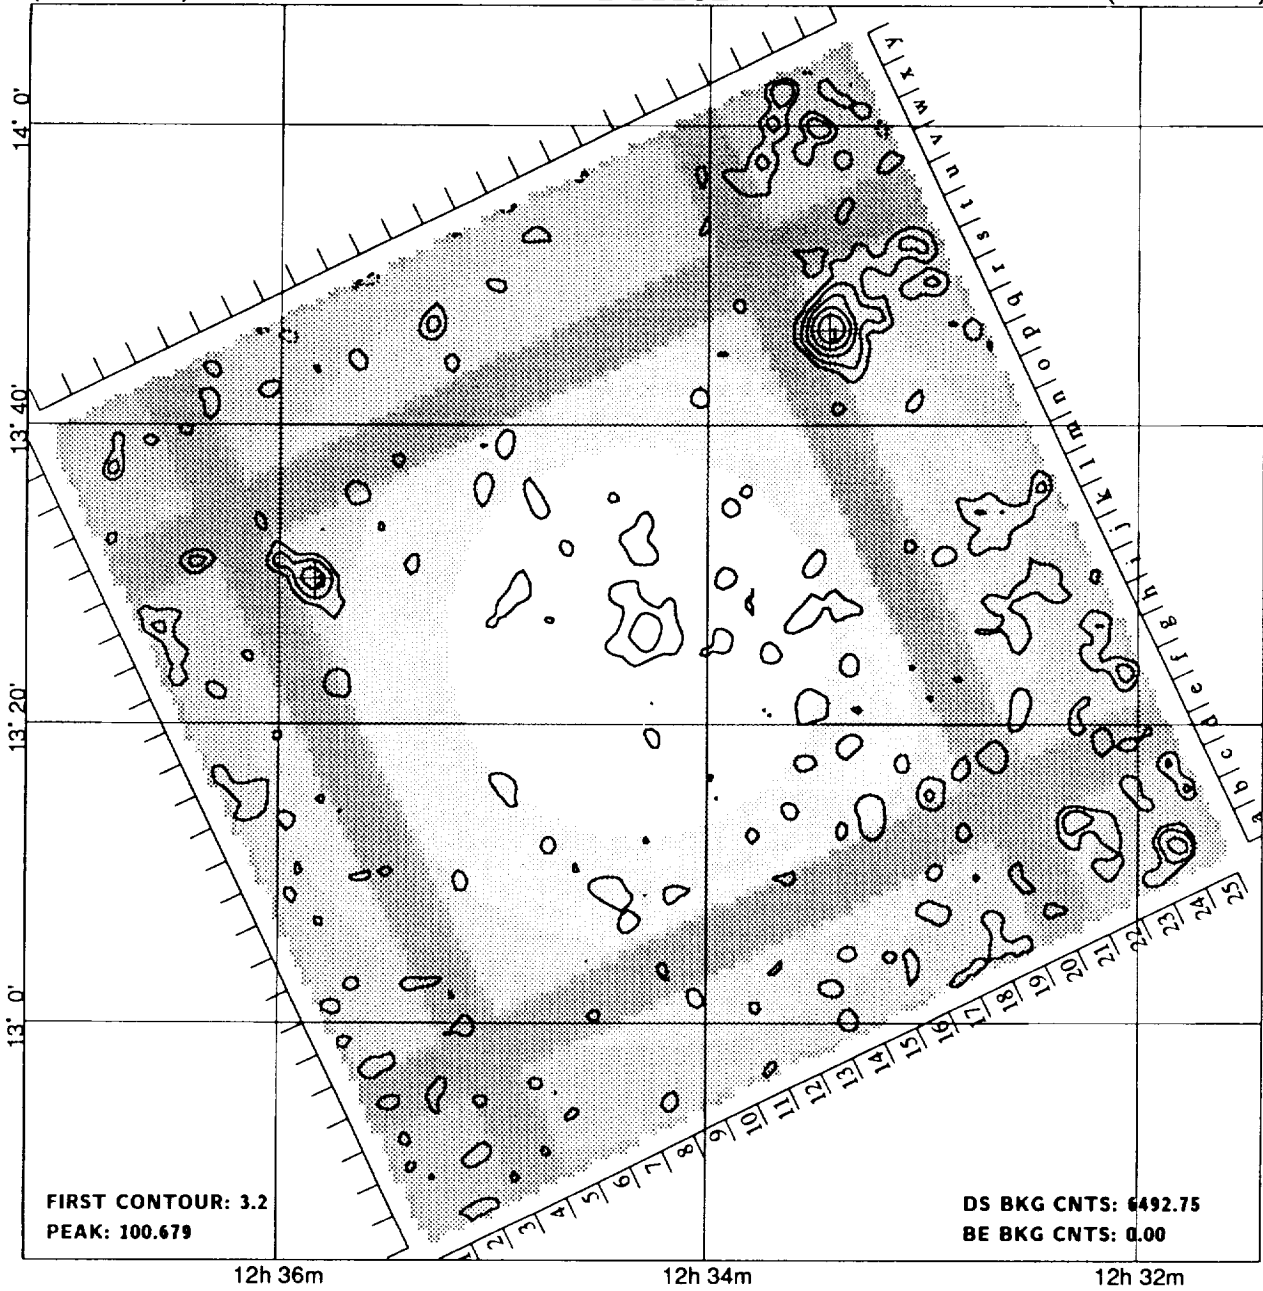 14° 0'
13° 40'
13° 20'
13° 0'
a b c d e f g h i j k l m n o p q r s t u v w x y
1 2 3 4 5 6 7 8 9 10 11 12 13 14 15 16 17 18 19 20 21 22 23 24 25
FIRST CONTOUR: 3.2
PEAK: 100.679
DS BKG CNTS: 6492.75
BE BKG CNTS: 0.00
12h 36m
12h 34m
12h 32m